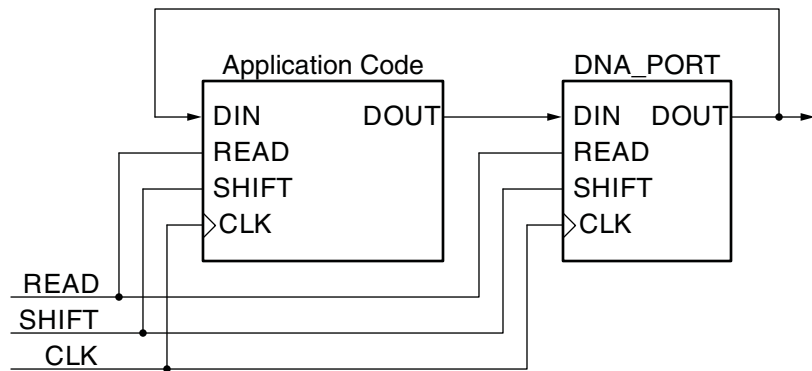 Application Code DNA_PORT
DIN DOUT DIN DOUT
READ READ
SHIFT SHIFT
CLK CLK
READ
SHIFT
CLK